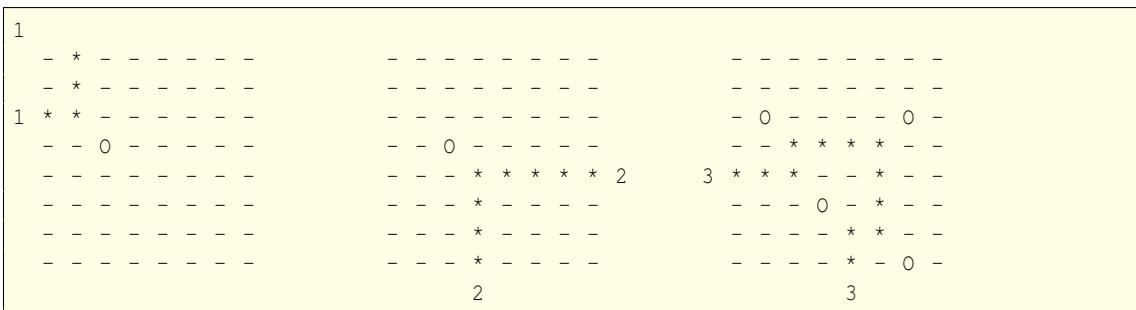 1
  - * - - - - - -         - - - - - - - -         - - - - - - - -
  - * - - - - - -         - - - - - - - -         - - - - - - - -
1 * * - - - - - -         - - - - - - - -         - O - - - - O -
  - - O - - - - -         - - O - - - - -         - - * * * * - -
  - - - - - - - -         - - - * * * * * 2     3 * * * - - * - -
  - - - - - - - -         - - - * - - - -         - - - O - * - -
  - - - - - - - -         - - - * - - - -         - - - - * * - -
  - - - - - - - -         - - - * - - - -         - - - - * - O -
                                2                         3